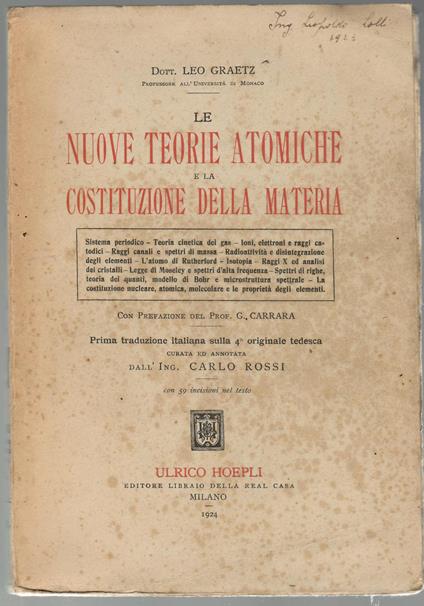 Ing. Leopoldo Lolli
Dott. LEO GRAETZ
Professore all'Università di Monaco
LE
NUOVE TEORIE ATOMICHE
E LA
COSTITUZIONE DELLA MATERIA
Sistema periodico – Teoria cinetica dei gas – Ioni, elettroni e raggi ca-
todici – Raggi canali e spettri di massa – Radioattività e disintegrazione
degli elementi – L'atomo di Rutherford – Isotopia – Raggi X ed analisi
dei cristalli – Legge di Moseley e spettri d'alta frequenza – Spettri di righe,
teoria dei quanti, modello di Bohr e microstruttura spettrale – La
costituzione nucleare, atomica, molecolare e le proprietà degli elementi.
Con Prefazione del Prof. G. CARRARA
Prima traduzione italiana sulla 4ª originale tedesca
CURATA ED ANNOTATA
DALL'Ing. CARLO ROSSI
con 59 incisioni nel testo
ULRICO HOEPLI
EDITORE LIBRAIO DELLA REAL CASA
MILANO
1924